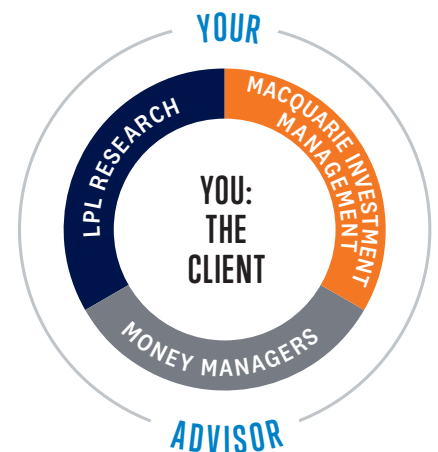 YOUR
LPL RESEARCH
MACQUARIE INVESTMENT
MANAGEMENT
YOU:
THE
CLIENT
MONEY MANAGERS
ADVISOR